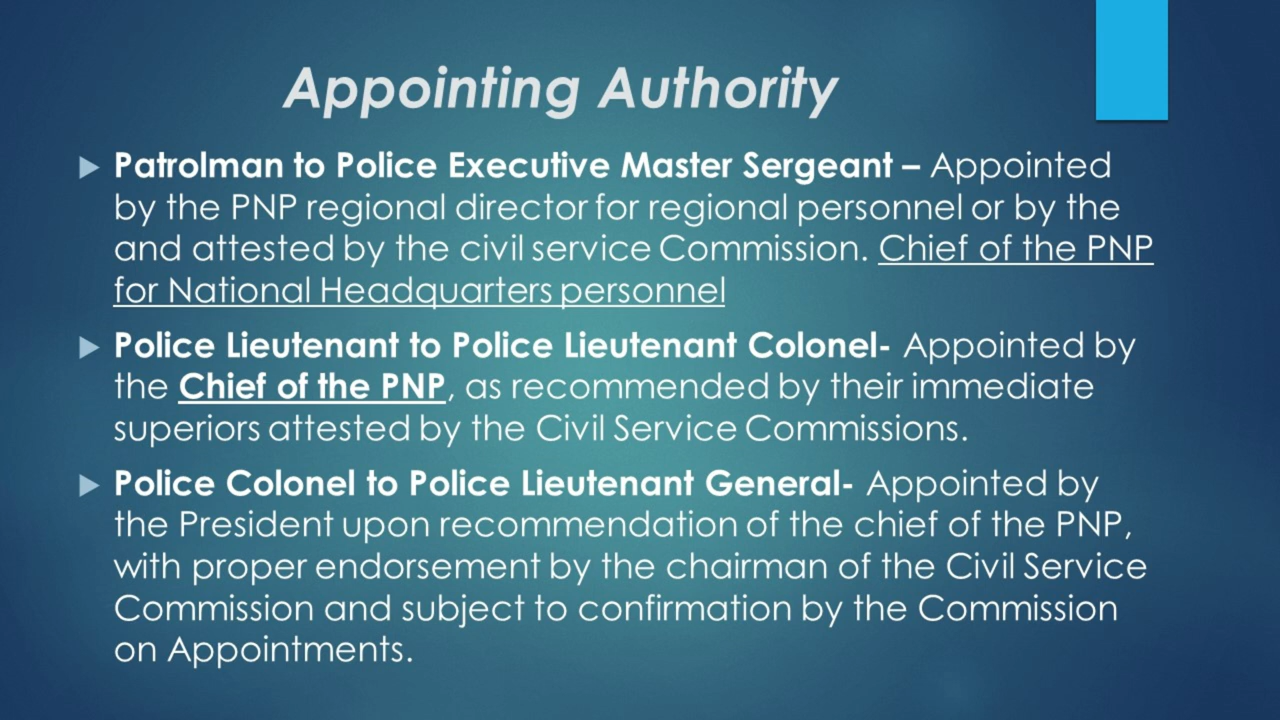 Appointing Authority
Patrolman to Police Executive Master Sergeant – Appointed
by the PNP regional director for regional personnel or by the
and attested by the civil service Commission. Chief of the PNP
for National Headquarters personnel
Police Lieutenant to Police Lieutenant Colonel- Appointed by
the Chief of the PNP, as recommended by their immediate
superiors attested by the Civil Service Commissions.
Police Colonel to Police Lieutenant General- Appointed by
the President upon recommendation of the chief of the PNP,
with proper endorsement by the chairman of the Civil Service
Commission and subject to confirmation by the Commission
on Appointments.